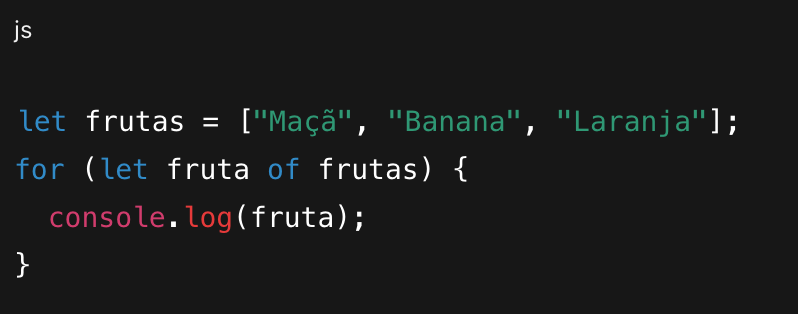 js
let frutas = ["Maçã", "Banana", "Laranja"];
for (let fruta of frutas) {
  console.log(fruta);
}